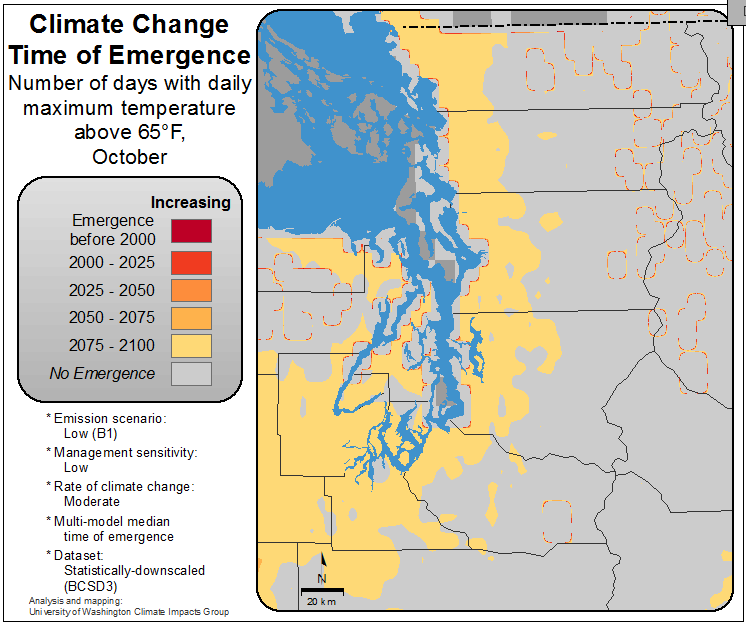 Climate Change
Time of Emergence
Number of days with daily
maximum temperature
above 65°F,
October
Increasing
Emergence
before 2000
2000 - 2025
2025 - 2050
2050 - 2075
2075 - 2100
No Emergence
* Emission scenario:
Low (B1)
* Management sensitivity:
Low
* Rate of climate change:
Moderate
* Multi-model median
time of emergence
* Dataset:
Statistically-downscaled
(BCSD3)
Analysis and mapping:
University of Washington Climate Impacts Group
N
20 km